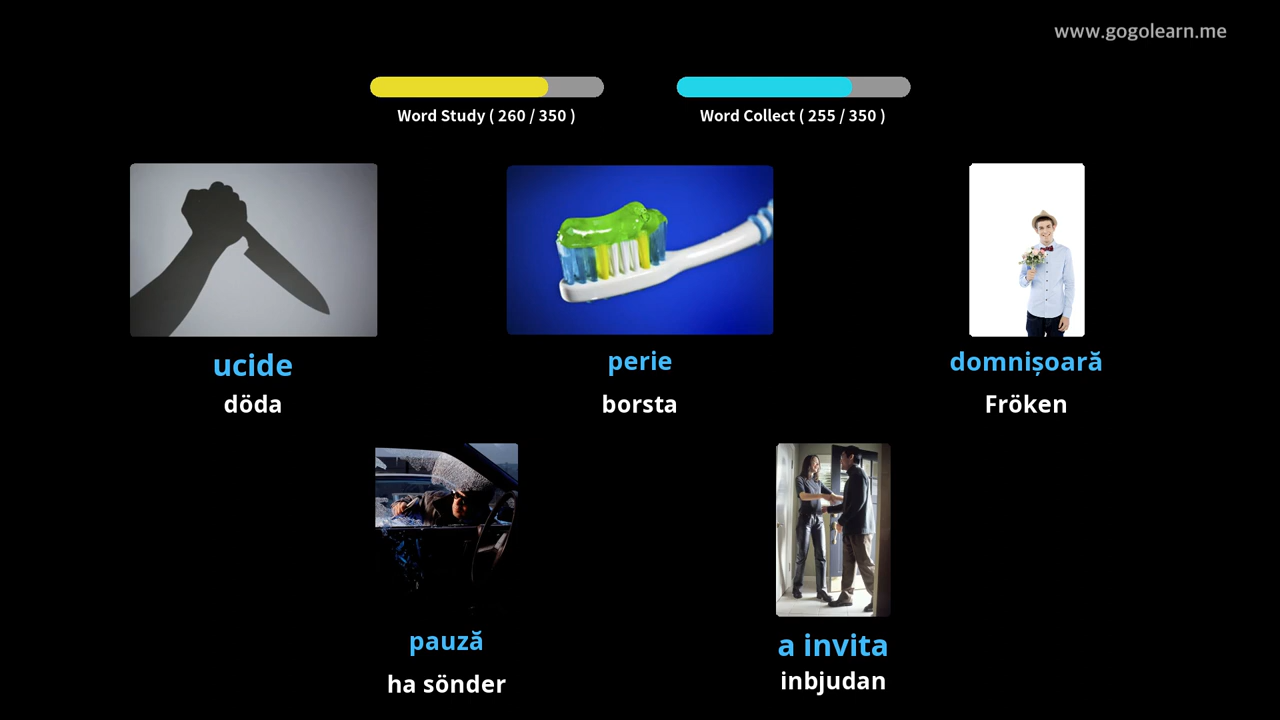 www.gogolearn.me
Word Study ( 260 / 350 )
Word Collect ( 255 / 350 )
ucide
döda
perie
borsta
domnișoară
Fröken
pauză
ha sönder
a invita
inbjudan